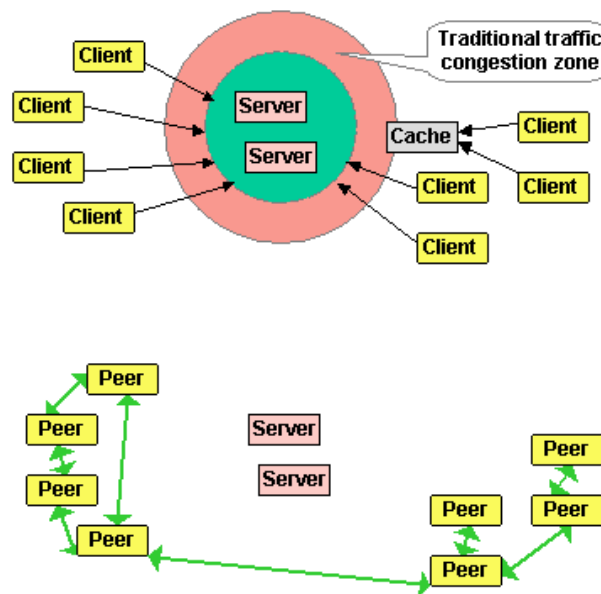 Traditional traffic
congestion zone
Client
Client
Server
Client
Cache
Server
Client
Client
Client
Client
Client
Peer
Peer
Server
Peer
Server
Peer
Peer
Peer
Peer
Peer